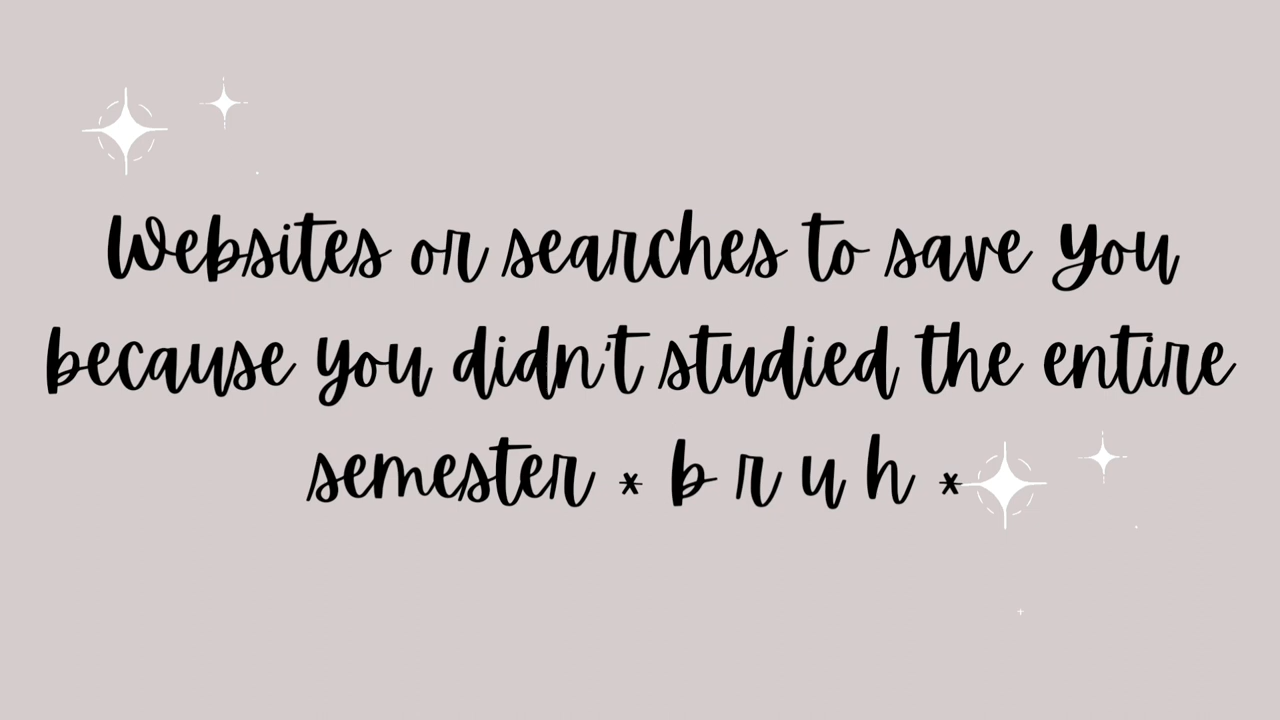 Websites or searches to save you
because you didn't studied the entire
semester * b r u h *